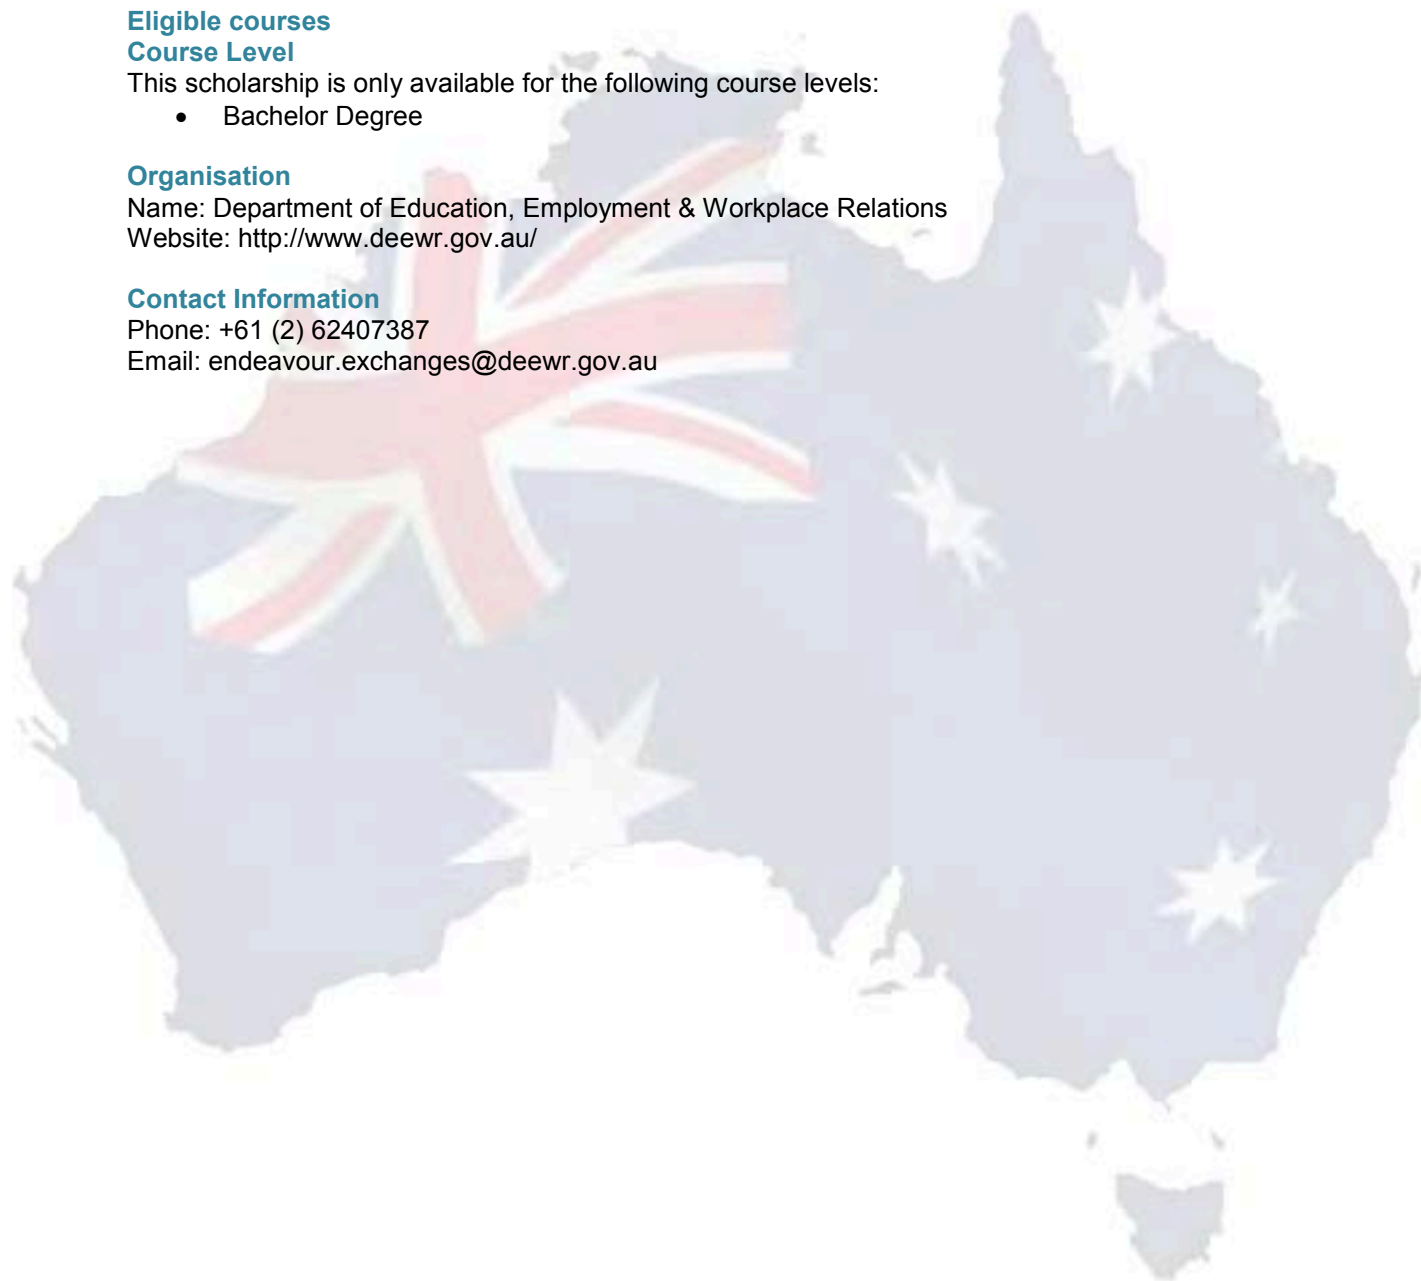 Eligible courses
Course Level
This scholarship is only available for the following course levels:
• Bachelor Degree
Organisation
Name: Department of Education, Employment & Workplace Relations
Website: http://www.deewr.gov.au/
Contact Information
Phone: +61 (2) 62407387
Email: endeavour.exchanges@deewr.gov.au